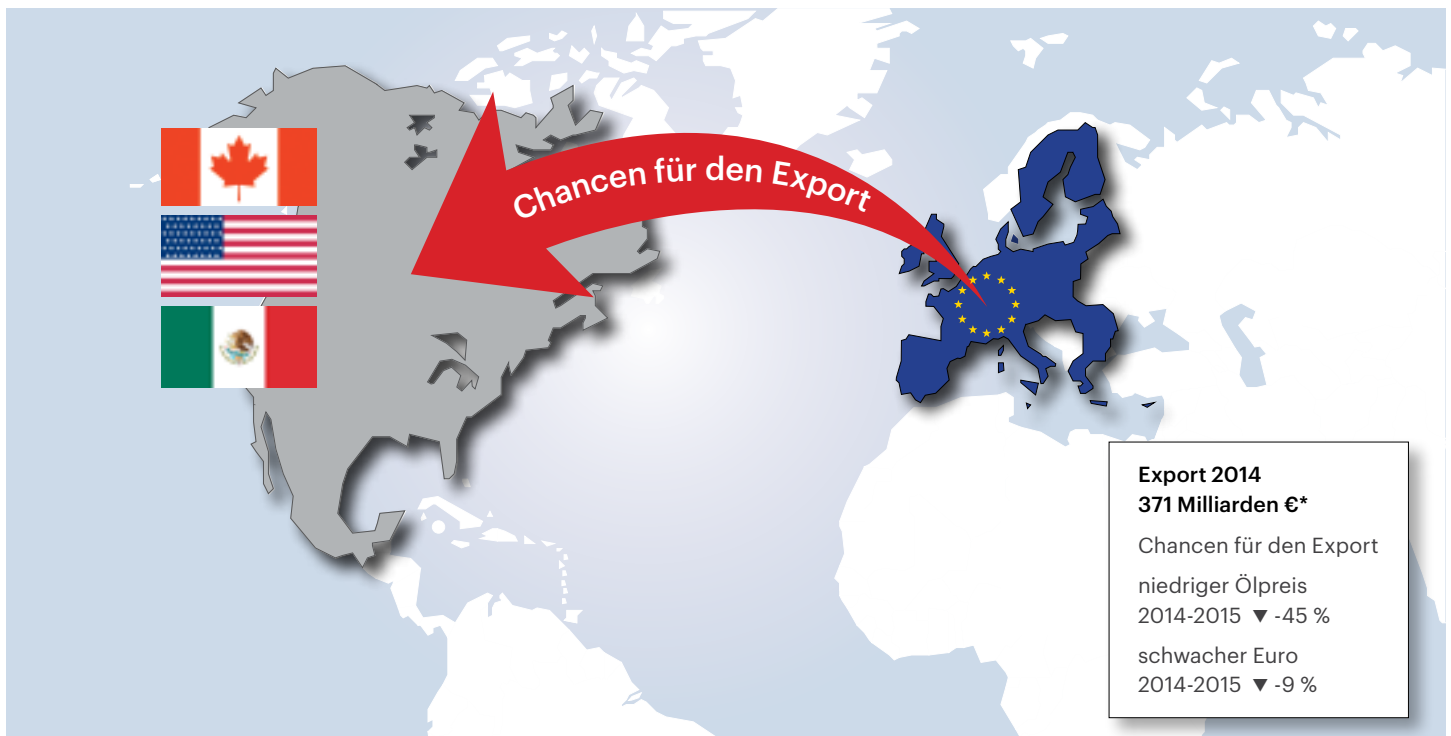 Chancen für den Export
Export 2014
371 Milliarden €*
Chancen für den Export
niedriger Ölpreis
2014-2015 ▼ -45 %
schwacher Euro
2014-2015 ▼ -9 %